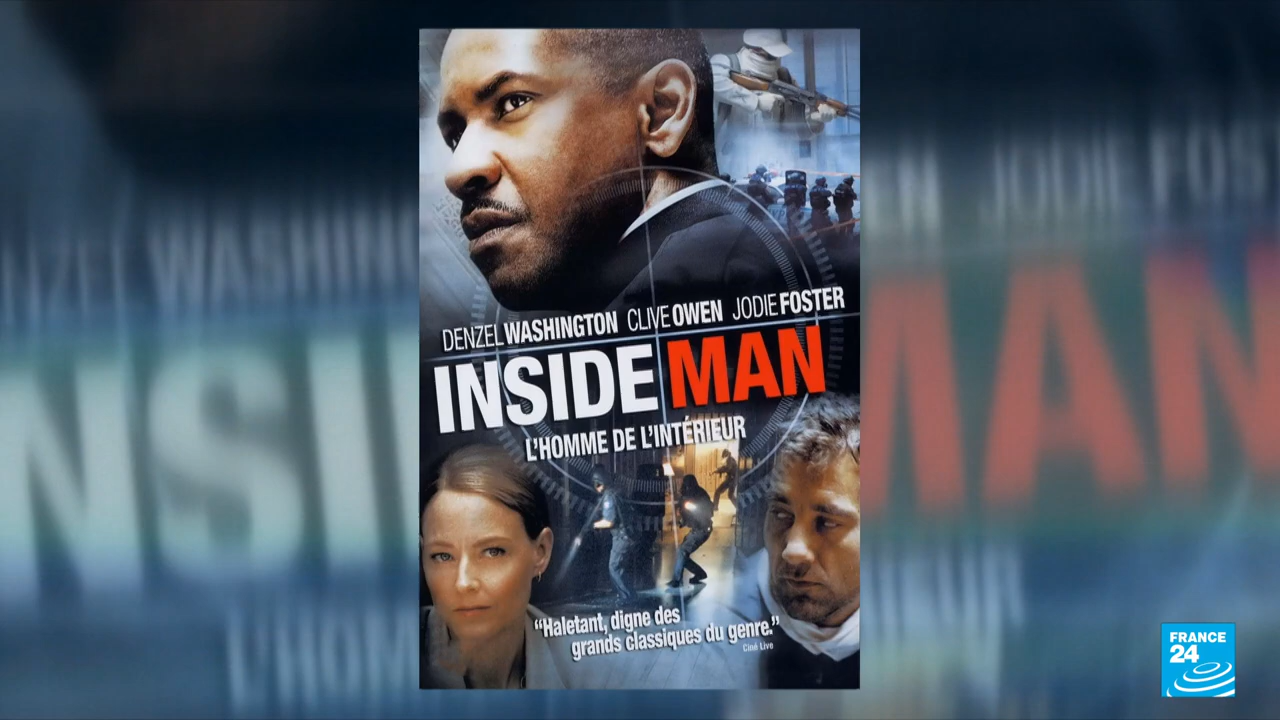 DENZEL WASHINGTON CLIVE OWEN JODIE FOSTER
INSIDE MAN
L'HOMME DE L'INTÉRIEUR
“Haletant, digne des
grands classiques du genre.”
Ciné Live
FRANCE
24